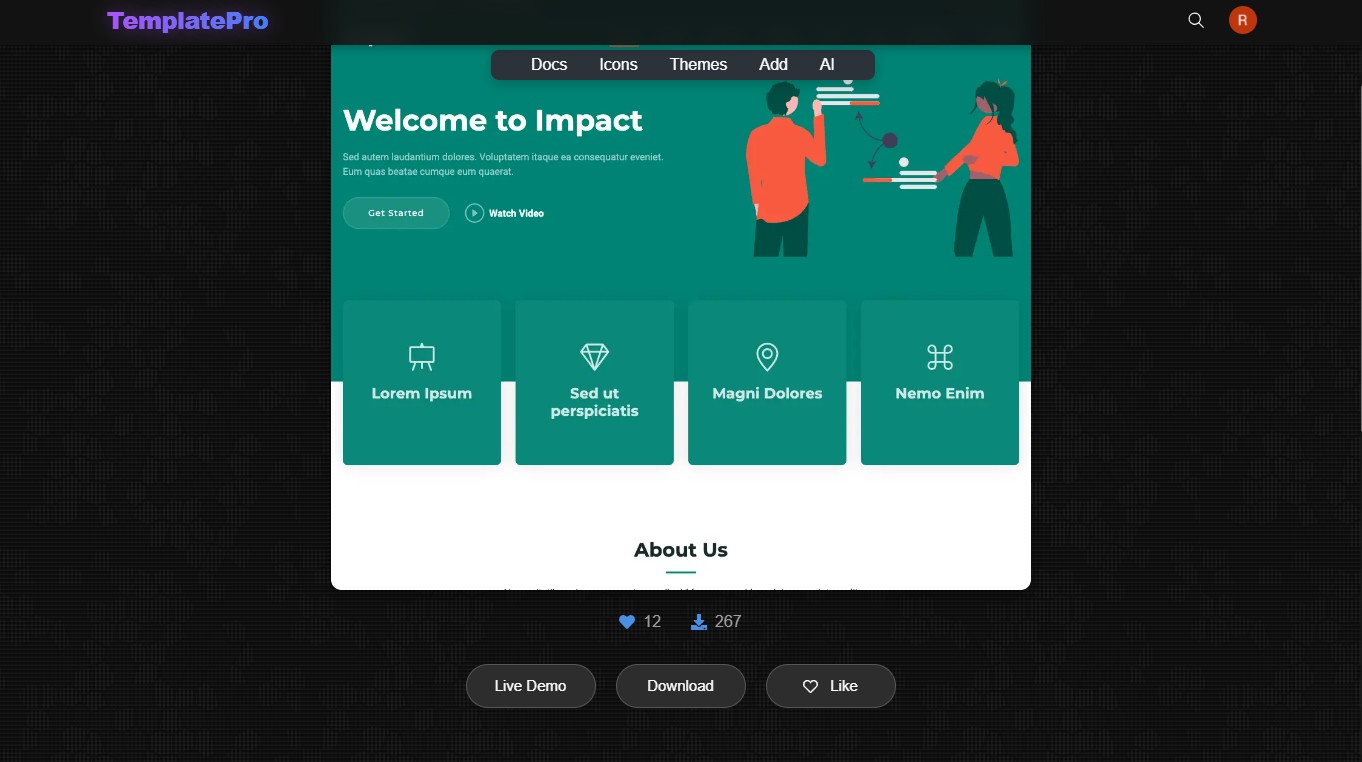 TemplatePro
R
Docs Icons Themes Add AI
Welcome to Impact
Sed autem laudantium dolores. Voluptatem itaque ea consequatur eveniet.
Eum quas beatae cumque eum quaerat.
Get Started Watch Video
Lorem Ipsum
Sed ut
perspiciatis
Magni Dolores
Nemo Enim
About Us
12 267
Live Demo Download Like